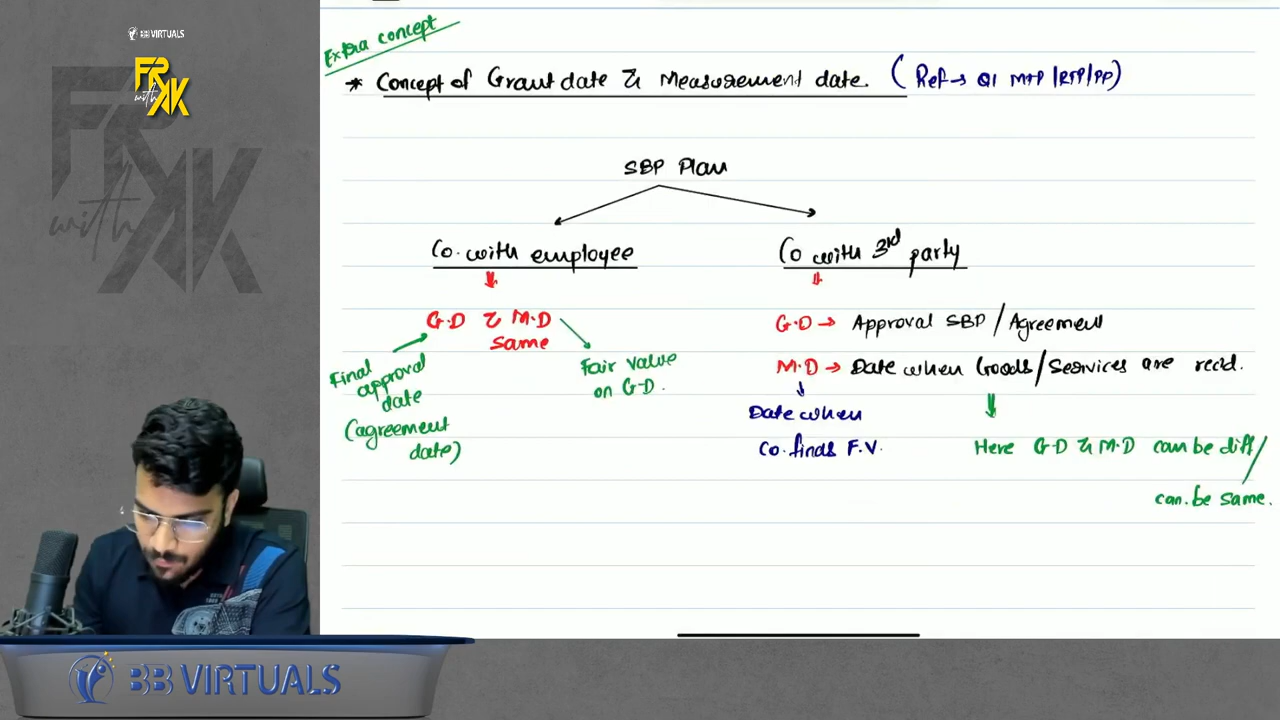 BB VIRTUALS
FR
with
AK
Extra concept
* Concept of Grant date & Measurement date. (Ref → Q1 MTP/RTP/PP)
SBP Plan
Co. with employee
Co with 3rd party
G.D & M.D
same
Final
approval
date
(agreement
date)
Fair value
on G-D.
G.D → Approval SBP / Agreement
M.D → Date when Goods/Services are recd.
Date when
Co. finds F.V.
Here G.D & M.D can be diff/
can be same.
BB VIRTUALS